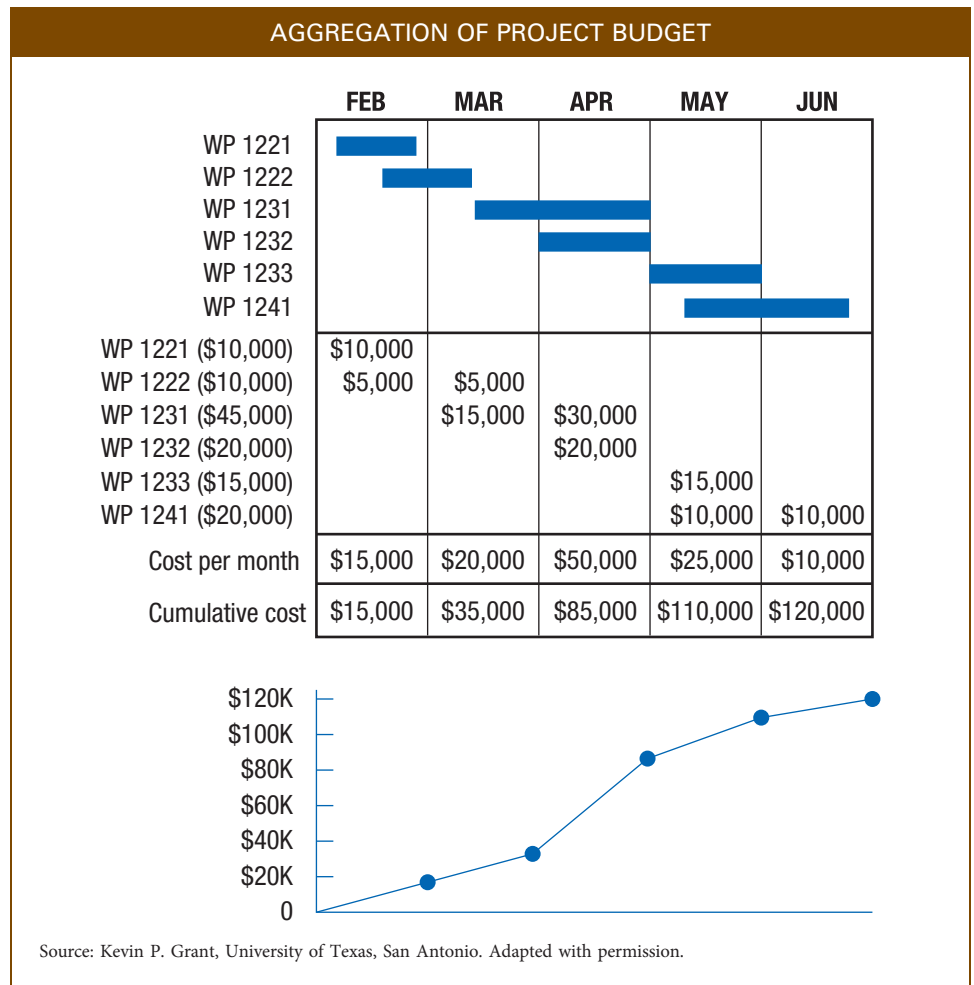 AGGREGATION OF PROJECT BUDGET
FEB MAR APR MAY JUN
WP 1221
WP 1222
WP 1231
WP 1232
WP 1233
WP 1241
WP 1221 ($10,000) $10,000
WP 1222 ($10,000) $5,000 $5,000
WP 1231 ($45,000) $15,000 $30,000
WP 1232 ($20,000) $20,000
WP 1233 ($15,000) $15,000
WP 1241 ($20,000) $10,000 $10,000
Cost per month $15,000 $20,000 $50,000 $25,000 $10,000
Cumulative cost $15,000 $35,000 $85,000 $110,000 $120,000
$120K
$100K
$80K
$60K
$40K
$20K
0
Source: Kevin P. Grant, University of Texas, San Antonio. Adapted with permission.